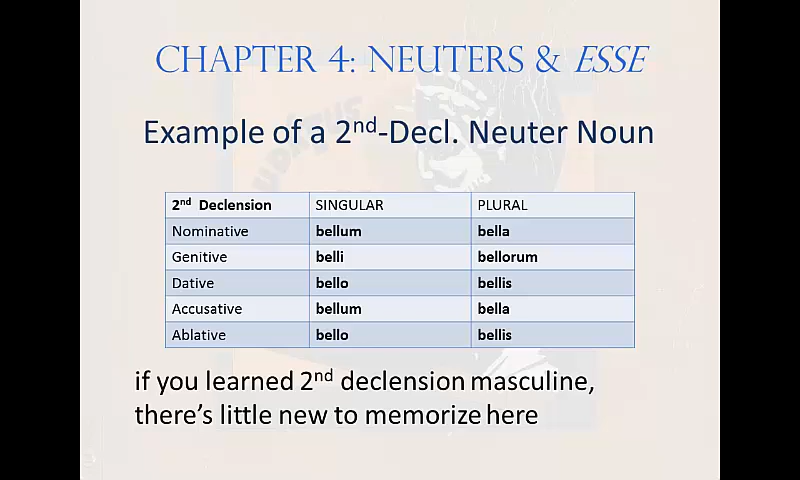 CHAPTER 4: NEUTERS & ESSE
Example of a 2nd-Decl. Neuter Noun
2nd Declension SINGULAR PLURAL
Nominative bellum bella
Genitive belli bellorum
Dative bello bellis
Accusative bellum bella
Ablative bello bellis
if you learned 2nd declension masculine,
there's little new to memorize here